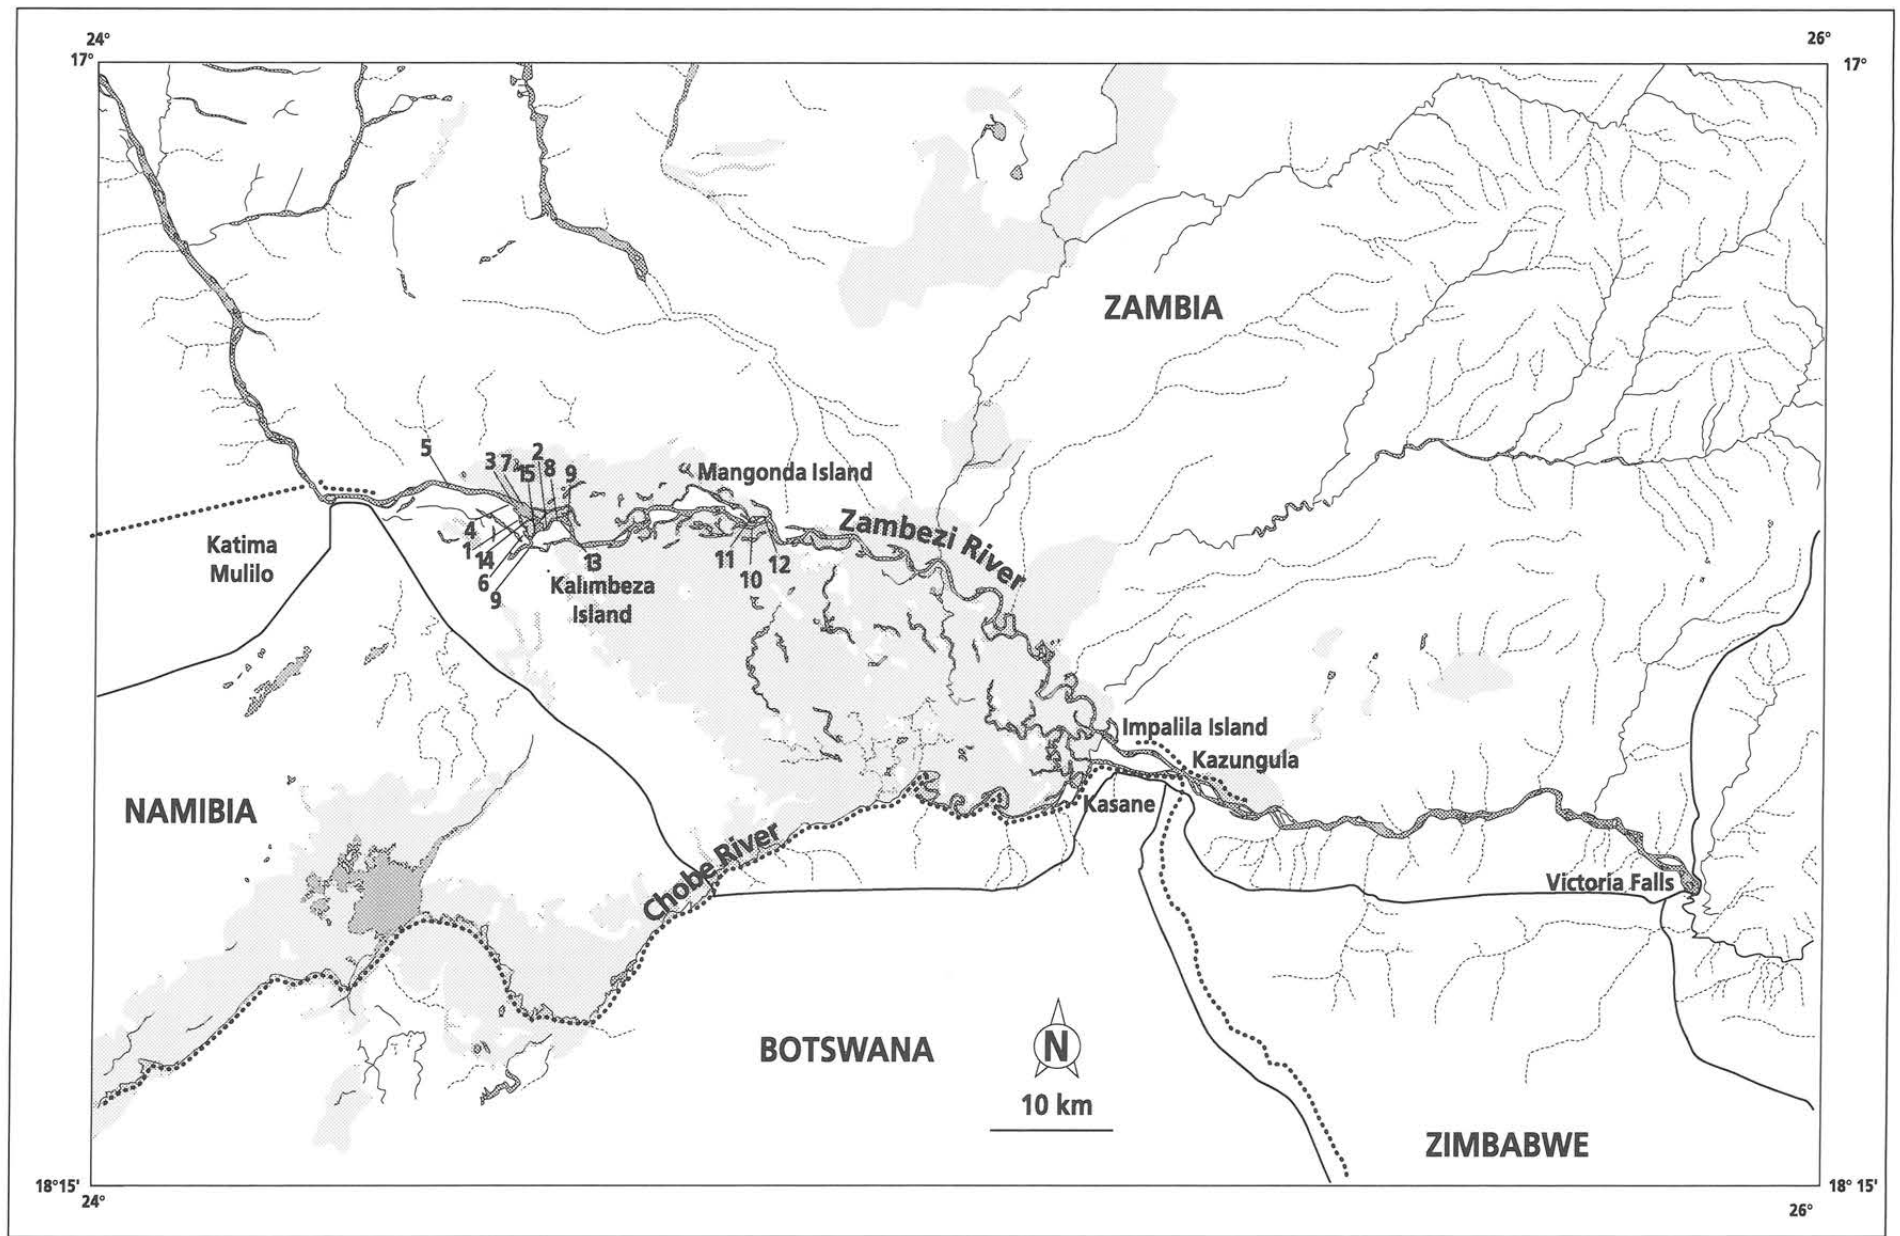 24°
26°
17°
17°
ZAMBIA
5
3
7
15
2
8
9
Mangonda Island
Zambezi River
4
1
14
6
9
13
11
10
12
Katima
Mulilo
Kalimbeza
Island
Impalila Island
Kazungula
Kasane
NAMIBIA
Chobe River
Victoria Falls
BOTSWANA
N
10 km
ZIMBABWE
18°15'
18° 15'
24°
26°